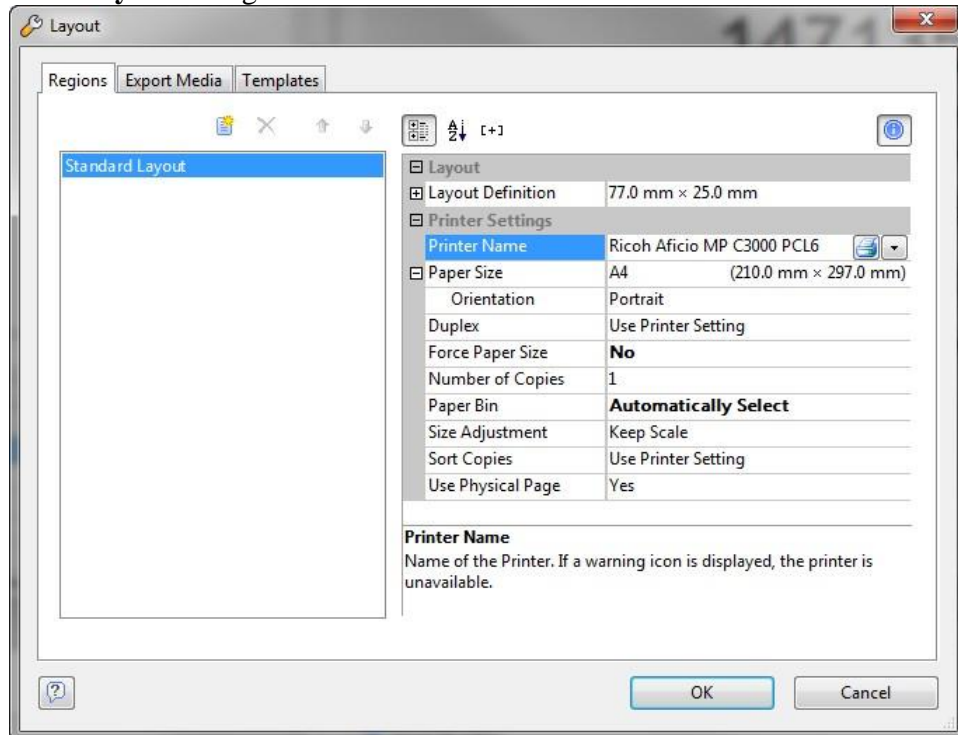 Layout
1471
Regions Export Media Templates
[+]
Standard Layout
Layout
Layout Definition 77.0 mm × 25.0 mm
Printer Settings
Printer Name Ricoh Aficio MP C3000 PCL6
Paper Size A4 (210.0 mm × 297.0 mm)
Orientation Portrait
Duplex Use Printer Setting
Force Paper Size No
Number of Copies 1
Paper Bin Automatically Select
Size Adjustment Keep Scale
Sort Copies Use Printer Setting
Use Physical Page Yes
Printer Name
Name of the Printer. If a warning icon is displayed, the printer is
unavailable.
OK Cancel